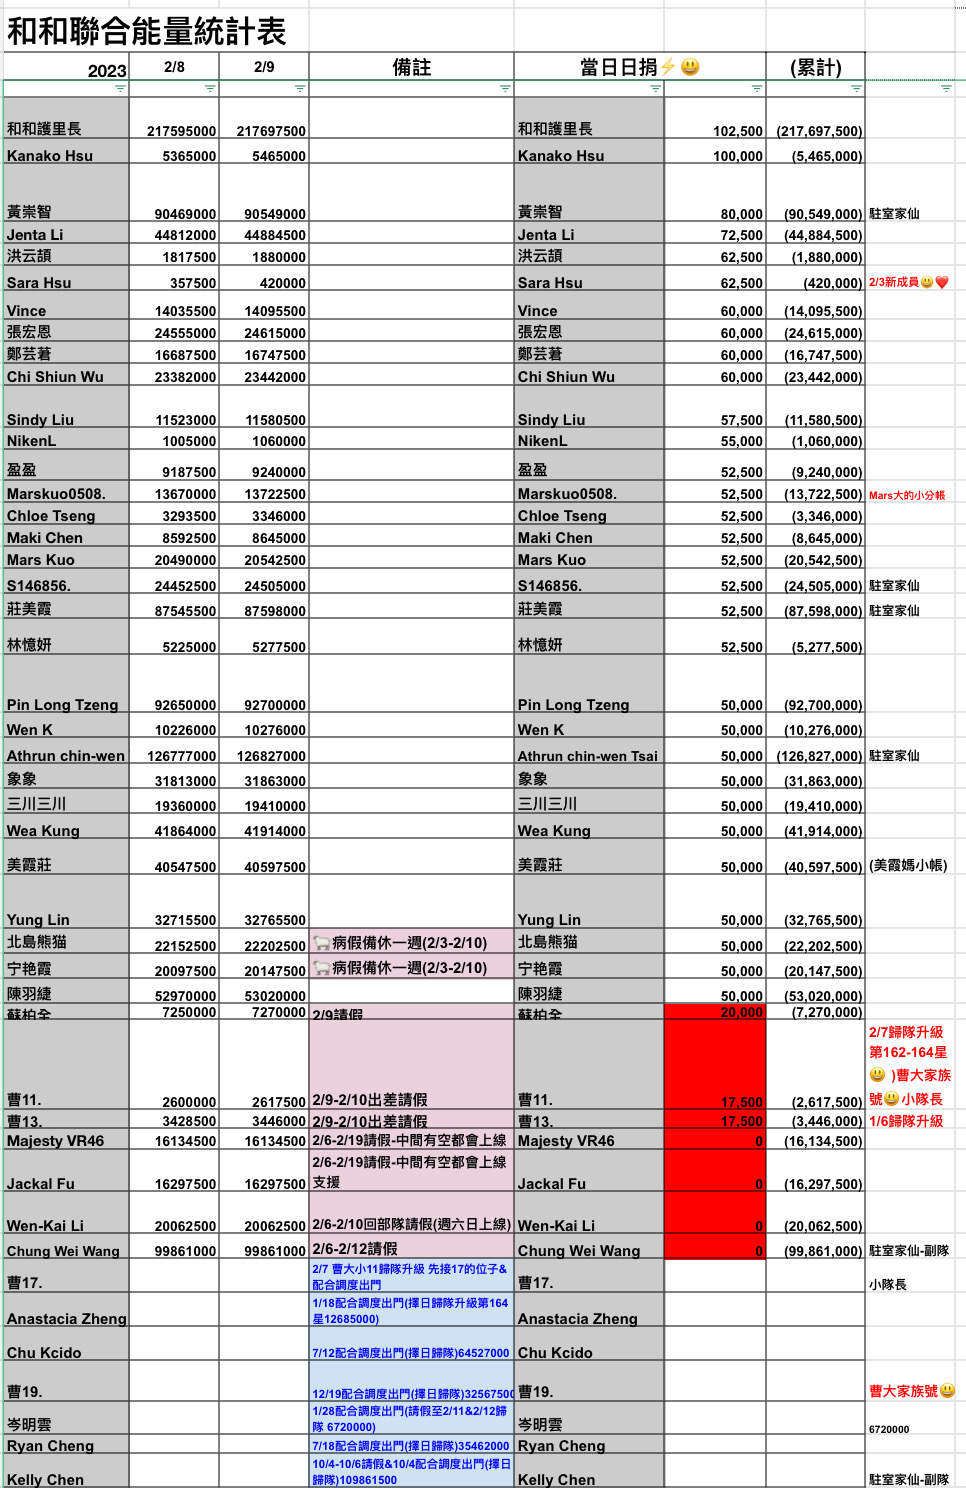 和和聯合能量統計表
2023 2/8 2/9 備註 當日日捐⚡😃 (累計)
和和護里長 217595000 217697500 和和護里長 102,500 (217,697,500)
Kanako Hsu 5365000 5465000 Kanako Hsu 100,000 (5,465,000)
黃崇智 90469000 90549000 黃崇智 80,000 (90,549,000) 駐室家仙
Jenta Li 44812000 44884500 Jenta Li 72,500 (44,884,500)
洪云頡 1817500 1880000 洪云頡 62,500 (1,880,000)
Sara Hsu 357500 420000 Sara Hsu 62,500 (420,000) 2/3新成員😃❤️
Vince 14035500 14095500 Vince 60,000 (14,095,500)
張宏恩 24555000 24615000 張宏恩 60,000 (24,615,000)
鄭芸莙 16687500 16747500 鄭芸莙 60,000 (16,747,500)
Chi Shiun Wu 23382000 23442000 Chi Shiun Wu 60,000 (23,442,000)
Sindy Liu 11523000 11580500 Sindy Liu 57,500 (11,580,500)
NikenL 1005000 1060000 NikenL 55,000 (1,060,000)
盈盈 9187500 9240000 盈盈 52,500 (9,240,000)
Marskuo0508. 13670000 13722500 Marskuo0508. 52,500 (13,722,500) Mars大的小分帳
Chloe Tseng 3293500 3346000 Chloe Tseng 52,500 (3,346,000)
Maki Chen 8592500 8645000 Maki Chen 52,500 (8,645,000)
Mars Kuo 20490000 20542500 Mars Kuo 52,500 (20,542,500)
S146856. 24452500 24505000 S146856. 52,500 (24,505,000) 駐室家仙
莊美霞 87545500 87598000 莊美霞 52,500 (87,598,000) 駐室家仙
林憶妍 5225000 5277500 林憶妍 52,500 (5,277,500)
Pin Long Tzeng 92650000 92700000 Pin Long Tzeng 50,000 (92,700,000)
Wen K 10226000 10276000 Wen K 50,000 (10,276,000)
Athrun chin-wen 126777000 126827000 Athrun chin-wen Tsai 50,000 (126,827,000) 駐室家仙
象象 31813000 31863000 象象 50,000 (31,863,000)
三川三川 19360000 19410000 三川三川 50,000 (19,410,000)
Wea Kung 41864000 41914000 Wea Kung 50,000 (41,914,000)
美霞莊 40547500 40597500 美霞莊 50,000 (40,597,500) (美霞媽小帳)
Yung Lin 32715500 32765500 Yung Lin 50,000 (32,765,500)
北島熊猫 22152500 22202500 🐑病假備休一週(2/3-2/10) 北島熊猫 50,000 (22,202,500)
宁艳霞 20097500 20147500 🐑病假備休一週(2/3-2/10) 宁艳霞 50,000 (20,147,500)
陳羽緁 52970000 53020000 陳羽緁 50,000 (53,020,000)
蘇柏全 7250000 7270000 2/9請假 蘇柏全 20,000 (7,270,000)
2/7歸隊升級
第162-164星
😃 )曹大家族
曹11. 2600000 2617500 2/9-2/10出差請假 曹11. 17,500 (2,617,500) 號😃小隊長
曹13. 3428500 3446000 2/9-2/10出差請假 曹13. 17,500 (3,446,000) 1/6歸隊升級
Majesty VR46 16134500 16134500 2/6-2/19請假-中間有空都會上線 Majesty VR46 0 (16,134,500)
2/6-2/19請假-中間有空都會上線
Jackal Fu 16297500 16297500 支援 Jackal Fu 0 (16,297,500)
Wen-Kai Li 20062500 20062500 2/6-2/10回部隊請假(週六日上線) Wen-Kai Li 0 (20,062,500)
Chung Wei Wang 99861000 99861000 2/6-2/12請假 Chung Wei Wang 0 (99,861,000) 駐室家仙-副隊
2/7 曹大小11歸隊升級 先接17的位子&
曹17. 配合調度出門 曹17. 小隊長
1/18配合調度出門(擇日歸隊升級第164
Anastacia Zheng 星12685000) Anastacia Zheng
Chu Kcido 7/12配合調度出門(擇日歸隊)64527000 Chu Kcido
曹19. 12/19配合調度出門(擇日歸隊)32567500 曹19. 曹大家族號😃
1/28配合調度出門(請假至2/11&2/12歸
岑明雲 隊 6720000) 岑明雲 6720000
Ryan Cheng 7/18配合調度出門(擇日歸隊)35462000 Ryan Cheng
10/4-10/6請假&10/4配合調度出門(擇日
Kelly Chen 歸隊)109861500 Kelly Chen 駐室家仙-副隊